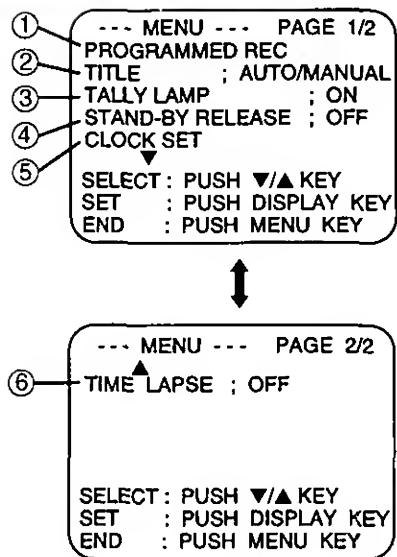 --- MENU --- PAGE 1/2
① PROGRAMMED REC
② TITLE ; AUTO/MANUAL
③ TALLY LAMP ; ON
④ STAND-BY RELEASE ; OFF
⑤ CLOCK SET
▼
SELECT : PUSH ▼/▲ KEY
SET : PUSH DISPLAY KEY
END : PUSH MENU KEY
--- MENU --- PAGE 2/2
▲
⑥ TIME LAPSE ; OFF
SELECT : PUSH ▼/▲ KEY
SET : PUSH DISPLAY KEY
END : PUSH MENU KEY